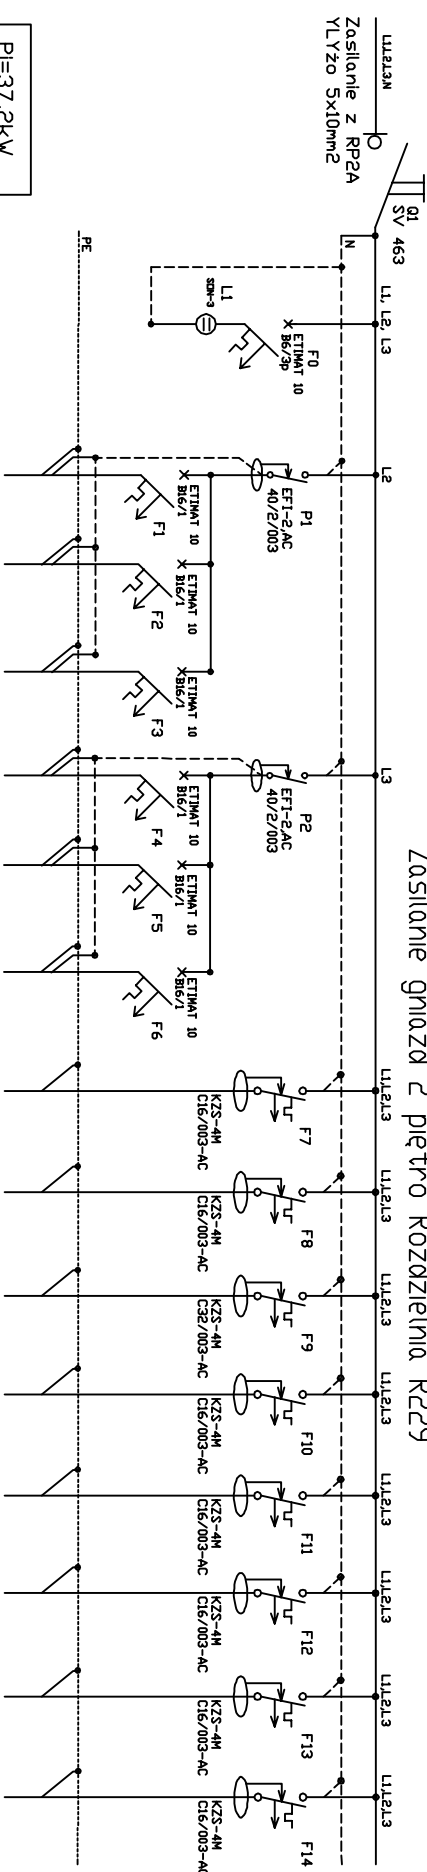 Zasilanie gniazd 2 piętro Rozdzielnia R229
L1,L2,L3,N
Zasilanie z RP2A
YLYżo 5x10mm2
Q1
SV 463
L1, L2, L3
N
PE
F0
ETIMAT 10
B6/3p
L1
SON-3
L2
P1
EFI-2,AC
40/2/003
ETIMAT 10
B16/1
F1
ETIMAT 10
B16/1
F2
ETIMAT 10
B16/1
F3
L3
P2
EFI-2,AC
40/2/003
ETIMAT 10
B16/1
F4
ETIMAT 10
B16/1
F5
ETIMAT 10
B16/1
F6
L1,L2,L3
F7
KZS-4M
C16/003-AC
L1,L2,L3
F8
KZS-4M
C16/003-AC
L1,L2,L3
F9
KZS-4M
C32/003-AC
L1,L2,L3
F10
KZS-4M
C16/003-AC
L1,L2,L3
F11
KZS-4M
C16/003-AC
L1,L2,L3
F12
KZS-4M
C16/003-AC
L1,L2,L3
F13
KZS-4M
C16/003-AC
L1,L2,L3
F14
KZS-4M
C16/003-AC
Pi=37,2kW